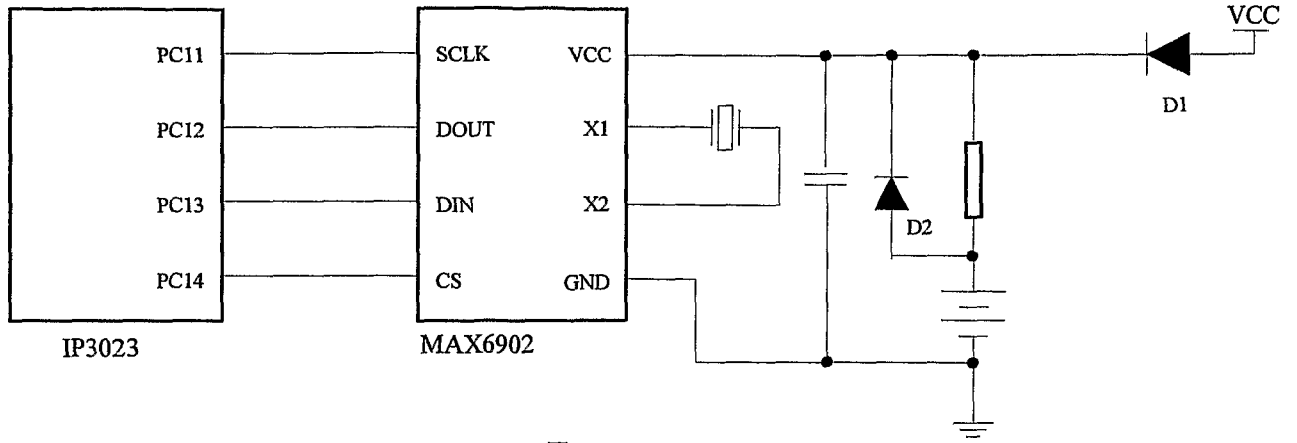 VCC
PC11 SCLK VCC
D1
PC12 DOUT X1
PC13 DIN X2
D2
PC14 CS GND
IP3023 MAX6902